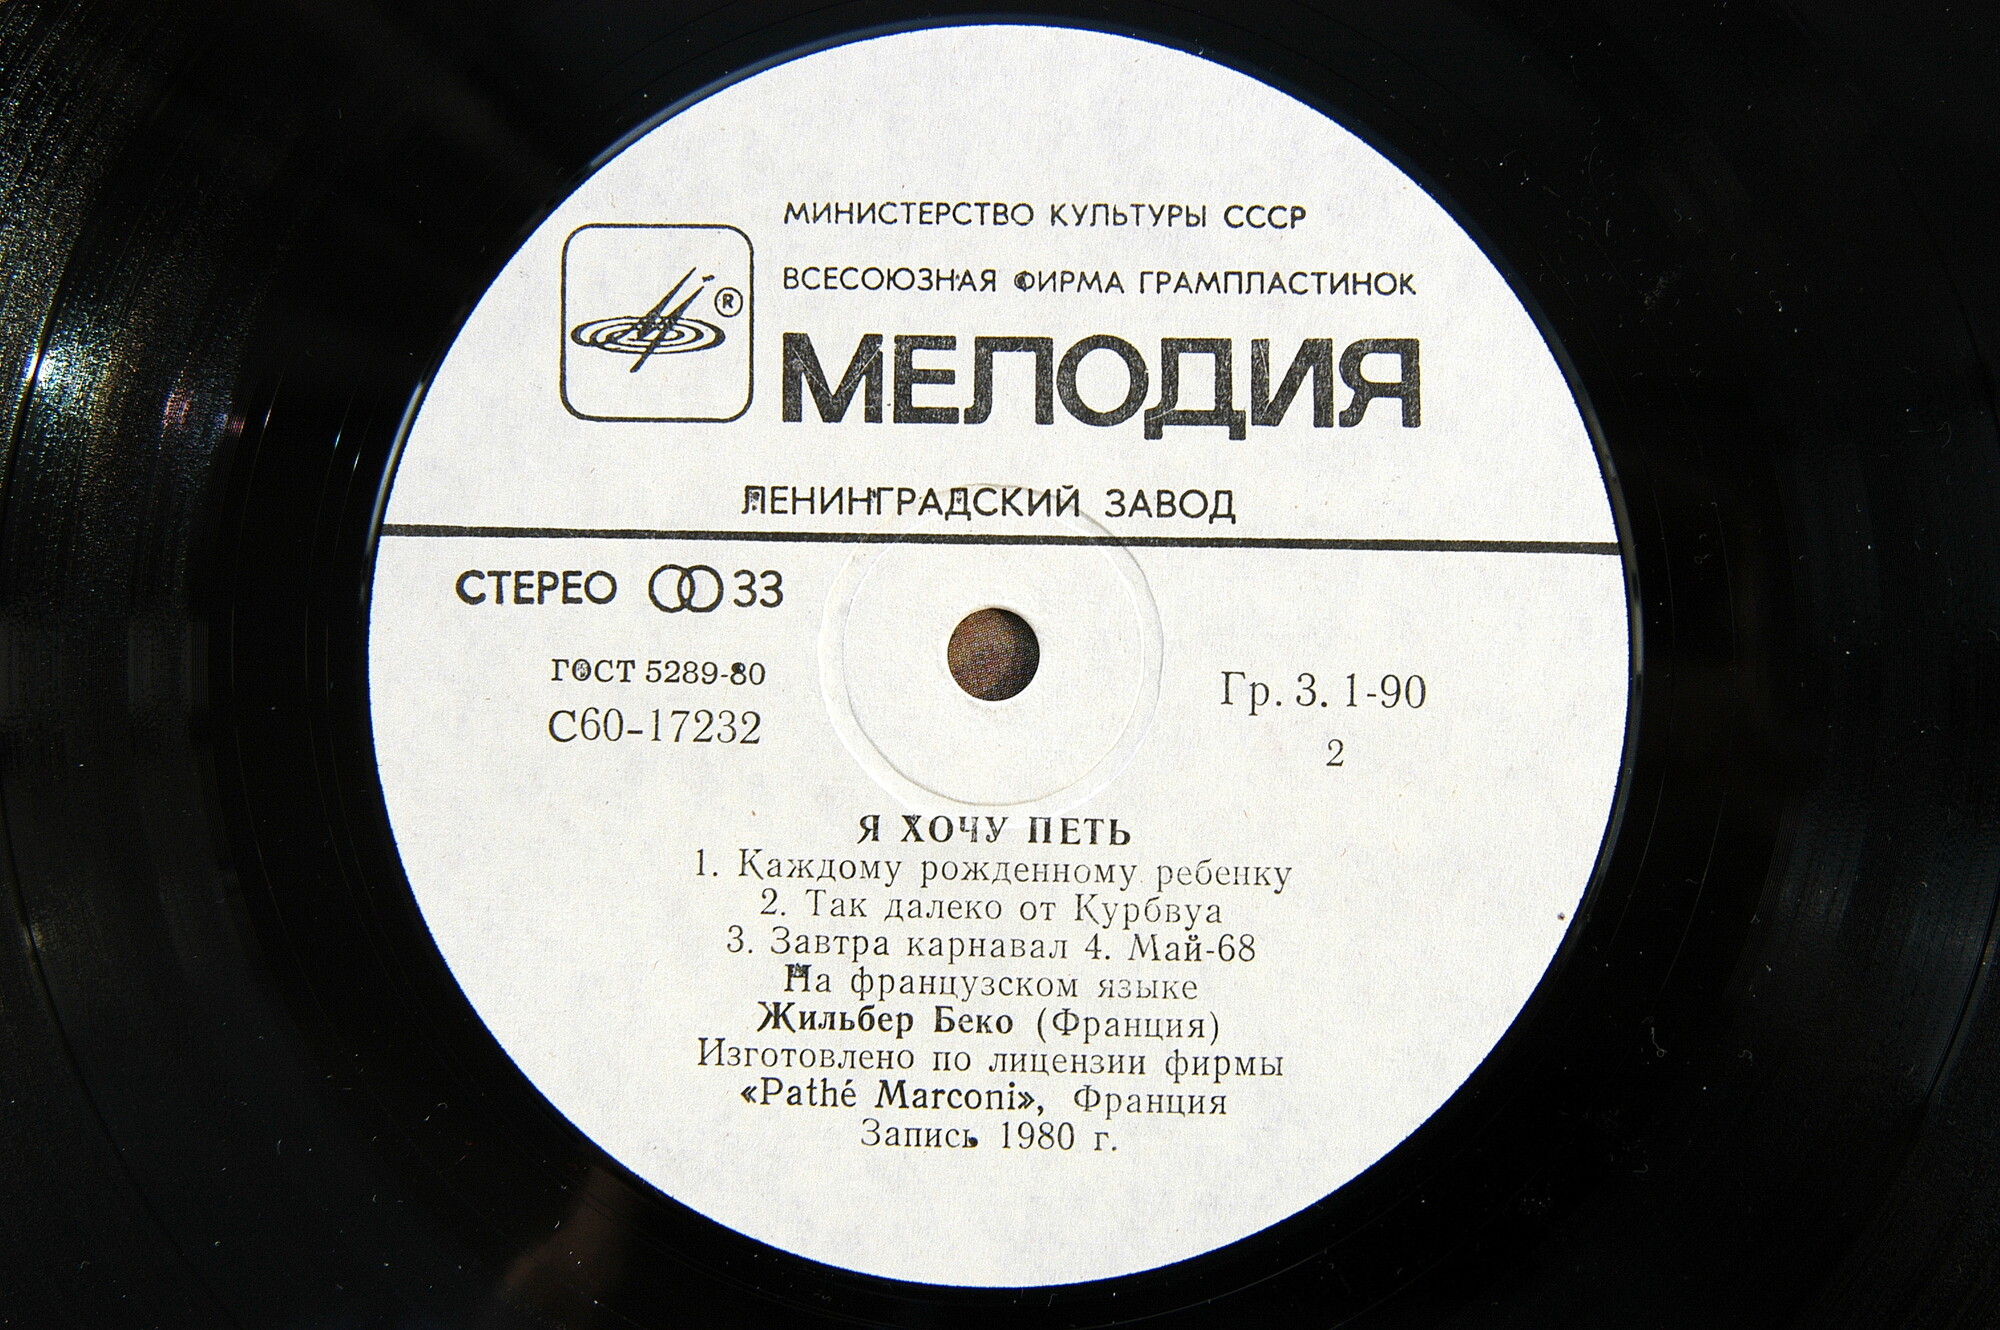 МИНИСТЕРСТВО КУЛЬТУРЫ СССР
ВСЕСОЮЗНАЯ ФИРМА ГРАМПЛАСТИНОК
®
МЕЛОДИЯ
ЛЕНИНГРАДСКИЙ ЗАВОД
СТЕРЕО 33
ГОСТ 5289-80
С60-17232
Гр. 3. 1-90
2
Я ХОЧУ ПЕТЬ
1. Каждому рожденному ребенку
2. Так далеко от Курбвуа
3. Завтра карнавал 4. Май-68
На французском языке
Жильбер Беко (Франция)
Изготовлено по лицензии фирмы
«Pathé Marconi», Франция
Запись 1980 г.